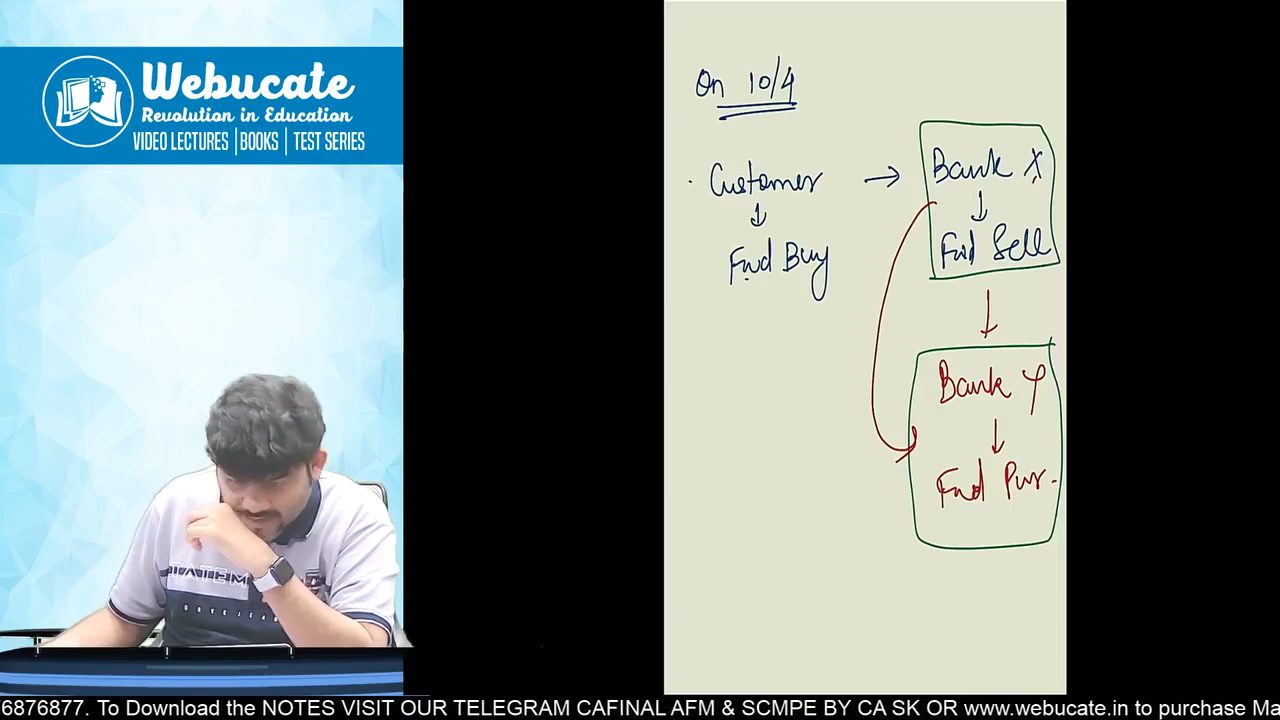 Webucate
Revolution in Education
VIDEO LECTURES | BOOKS | TEST SERIES
On 10/4
Customer → Bank X
↓ ↓
Fwd Buy Fwd Sell
↓
Bank Y
↓
Fwd Pur.
TATEM
6876877. To Download the NOTES VISIT OUR TELEGRAM CAFINAL AFM & SCMPE BY CA SK OR www.webucate.in to purchase Ma